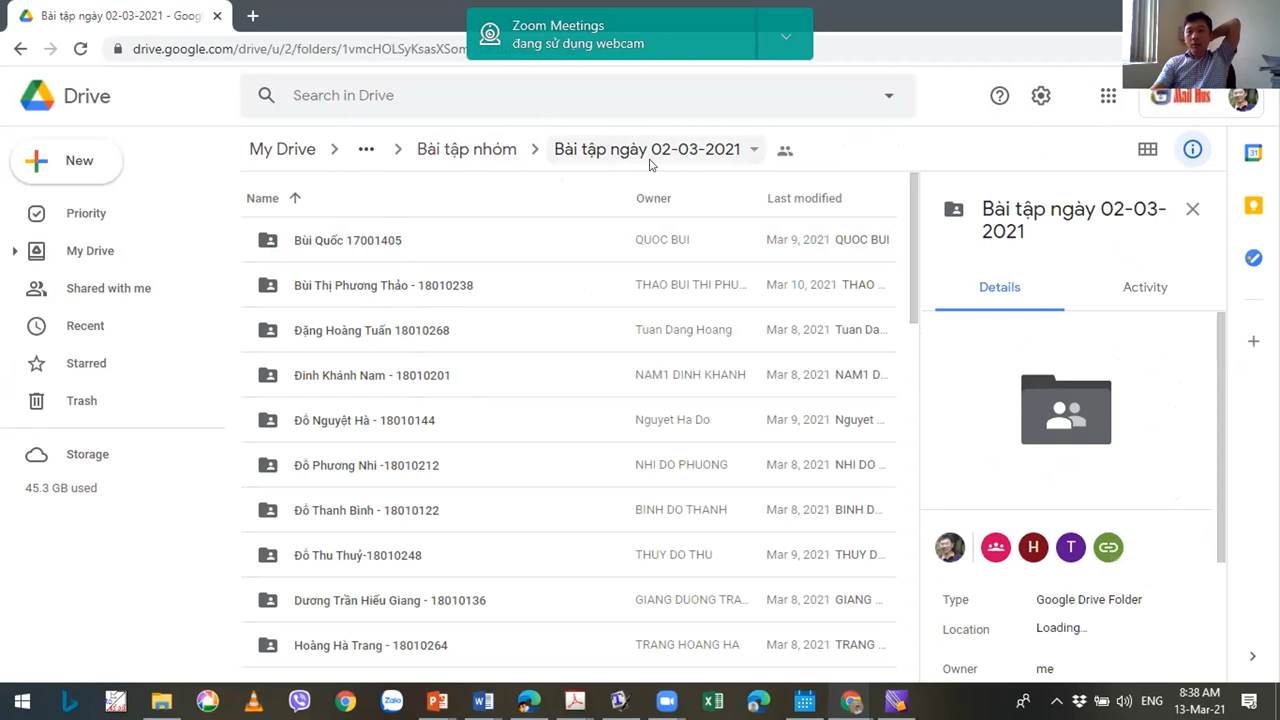 Bài tập ngày 02-03-2021 - Googl
Zoom Meetings
đang sử dụng webcam
drive.google.com/drive/u/2/folders/1vmcHOLSyKsasXSom
Drive
Search in Drive
Mail Hus
New
My Drive
Bài tập nhóm
Bài tập ngày 02-03-2021
Priority
My Drive
Shared with me
Recent
Starred
Trash
Storage
45.3 GB used
Name Owner Last modified
Bùi Quốc 17001405 QUOC BUI Mar 9, 2021 QUOC BUI
Bùi Thị Phương Thảo - 18010238 THAO BUI THI PHU... Mar 10, 2021 THAO ...
Đặng Hoàng Tuấn 18010268 Tuan Dang Hoang Mar 8, 2021 Tuan Da...
Đinh Khánh Nam - 18010201 NAM1 DINH KHANH Mar 8, 2021 NAM1 D...
Đỗ Nguyệt Hà - 18010144 Nguyet Ha Do Mar 9, 2021 Nguyet ...
Đỗ Phương Nhi -18010212 NHI DO PHUONG Mar 8, 2021 NHI DO ...
Đỗ Thanh Bình - 18010122 BINH DO THANH Mar 8, 2021 BINH D...
Đỗ Thu Thuỷ-18010248 THUY DO THU Mar 9, 2021 THUY D...
Dương Trần Hiếu Giang - 18010136 GIANG DUONG TRA... Mar 8, 2021 GIANG ...
Hoàng Hà Trang - 18010264 TRANG HOANG HA Mar 8, 2021 TRANG ...
Bài tập ngày 02-03-
2021
Details Activity
H T
Type Google Drive Folder
Location Loading...
Owner me
31
Zalo
ENG
8:38 AM
13-Mar-21